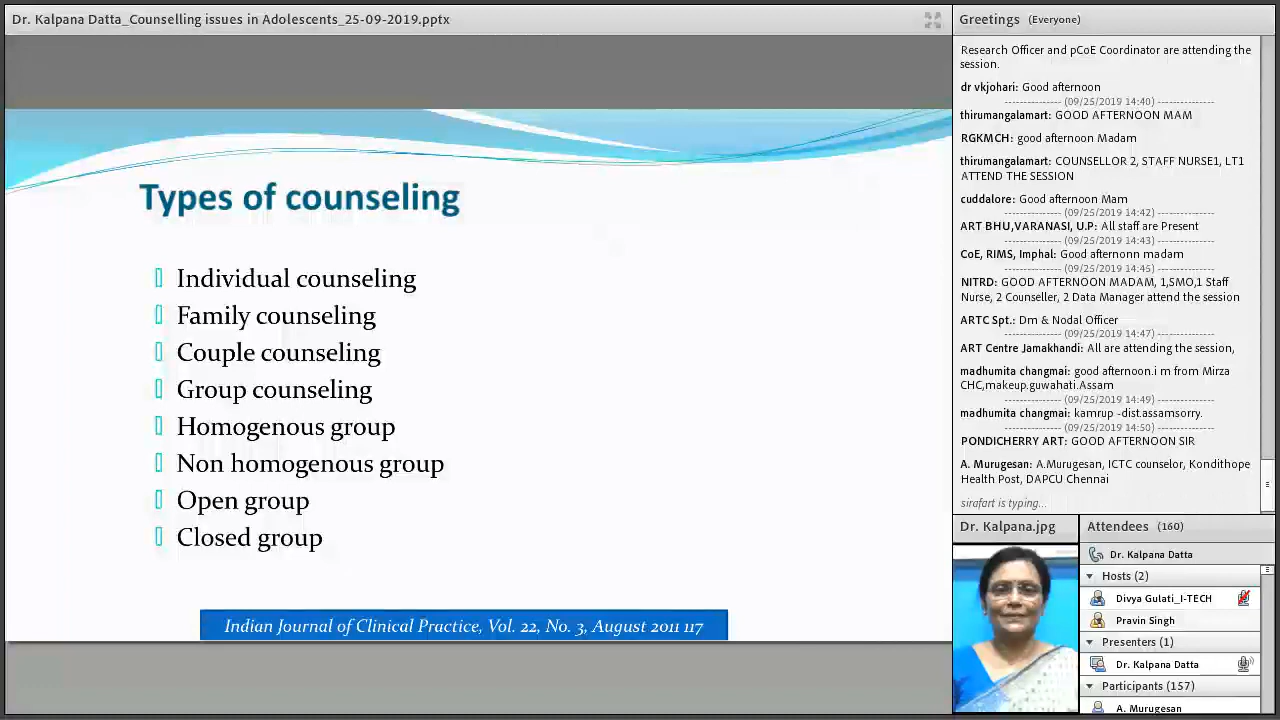 Dr. Kalpana Datta_Counselling issues in Adolescents_25-09-2019.pptx
Types of counseling
Individual counseling
Family counseling
Couple counseling
Group counseling
Homogenous group
Non homogenous group
Open group
Closed group
Indian Journal of Clinical Practice, Vol. 22, No. 3, August 2011 117
Greetings (Everyone)
Research Officer and pCoE Coordinator are attending the
session.
dr vkjohari: Good afternoon
--------------- (09/25/2019 14:40) ---------------
thirumangalamart: GOOD AFTERNOON MAM
RGKMCH: good afternoon Madam
thirumangalamart: COUNSELLOR 2, STAFF NURSE1, LT1
ATTEND THE SESSION
cuddalore: Good afternoon Mam
--------------- (09/25/2019 14:42) ---------------
ART BHU,VARANASI, U.P: All staff are Present
--------------- (09/25/2019 14:43) ---------------
CoE, RIMS, Imphal: Good afternonn madam
--------------- (09/25/2019 14:45) ---------------
NITRD: GOOD AFTERNOON MADAM, 1,SMO,1 Staff
Nurse, 2 Counseller, 2 Data Manager attend the session
ARTC Spt.: Dm & Nodal Officer
--------------- (09/25/2019 14:47) ---------------
ART Centre Jamakhandi: All are attending the session,
madhumita changmai: good afternoon.i m from Mirza
CHC,makeup.guwahati.Assam
--------------- (09/25/2019 14:49) ---------------
madhumita changmai: kamrup -dist.assamsorry.
--------------- (09/25/2019 14:50) ---------------
PONDICHERRY ART: GOOD AFTERNOON SIR
A. Murugesan: A.Murugesan, ICTC counselor, Kondithope
Health Post, DAPCU Chennai
sirafart is typing...
Dr. Kalpana.jpg
Attendees (160)
Dr. Kalpana Datta
Hosts (2)
Divya Gulati_I-TECH
Pravin Singh
Presenters (1)
Dr. Kalpana Datta
Participants (157)
A. Murugesan